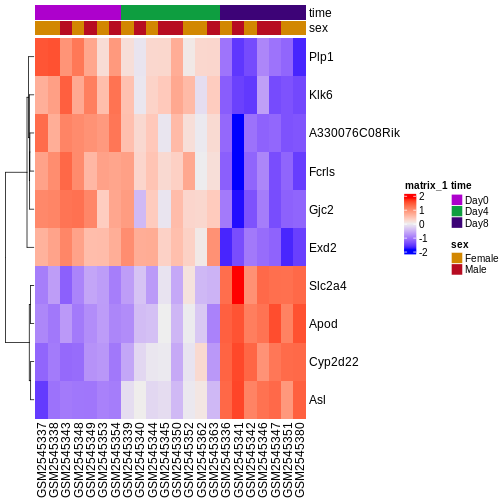 time
sex
Plp1
Klk6
A330076C08Rik
Fcrls
Gjc2
Exd2
Slc2a4
Apod
Cyp2d22
Asl
GSM2545337
GSM2545338
GSM2545343
GSM2545348
GSM2545349
GSM2545353
GSM2545354
GSM2545339
GSM2545340
GSM2545344
GSM2545345
GSM2545350
GSM2545352
GSM2545362
GSM2545363
GSM2545336
GSM2545341
GSM2545342
GSM2545346
GSM2545347
GSM2545351
GSM2545380
matrix_1
2
1
0
-1
-2
time
Day0
Day4
Day8
sex
Female
Male